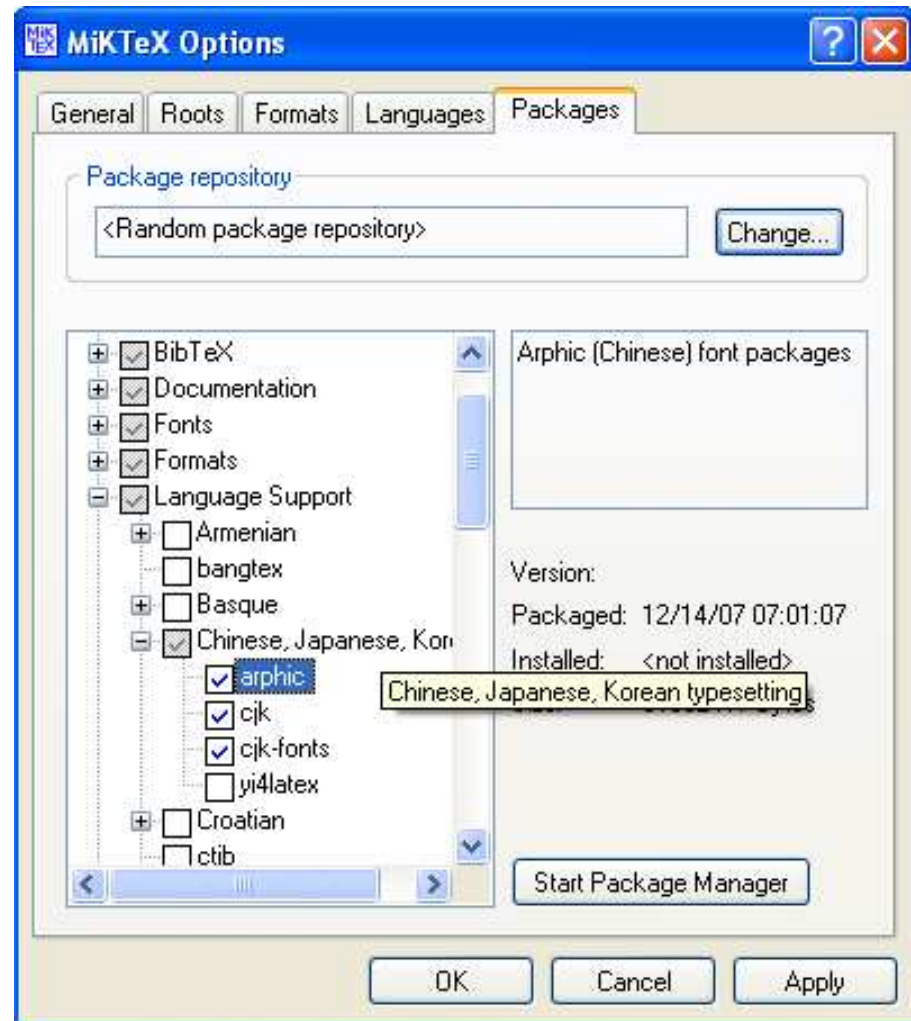 MiKTeX Options
General Roots Formats Languages Packages
Package repository
<Random package repository>
Change...
BibTeX
Documentation
Fonts
Formats
Language Support
Armenian
bangtex
Basque
Chinese, Japanese, Kor
arphic
cjk
cjk-fonts
yi4latex
Croatian
ctib
Arphic (Chinese) font packages
Version:
Packaged: 12/14/07 07:01:07
Installed: <not installed>
Chinese, Japanese, Korean typesetting
Start Package Manager
OK Cancel Apply